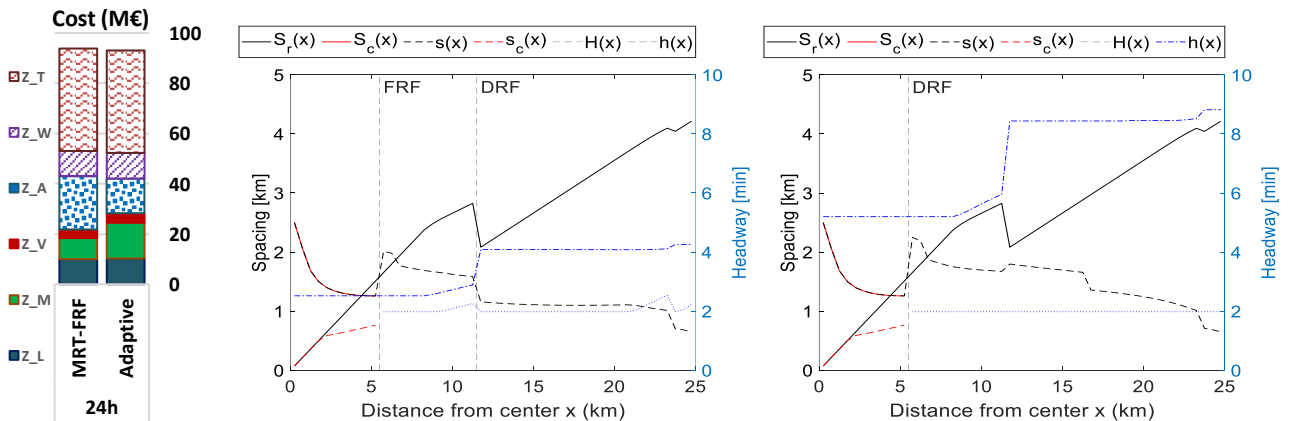 Cost (M€)
100
80
60
40
20
0
Z_T
Z_W
Z_A
Z_V
Z_M
Z_L
MRT-FRF
Adaptive
24h
S_r(x)
S_c(x)
s(x)
s_c(x)
H(x)
h(x)
FRF
DRF
5
4
3
2
1
0
Spacing [km]
10
8
6
4
2
0
Headway [min]
0
5
10
15
20
25
Distance from center x (km)
S_r(x)
S_c(x)
s(x)
s_c(x)
H(x)
h(x)
DRF
5
4
3
2
1
0
Spacing [km]
10
8
6
4
2
0
Headway [min]
0
5
10
15
20
25
Distance from center x (km)